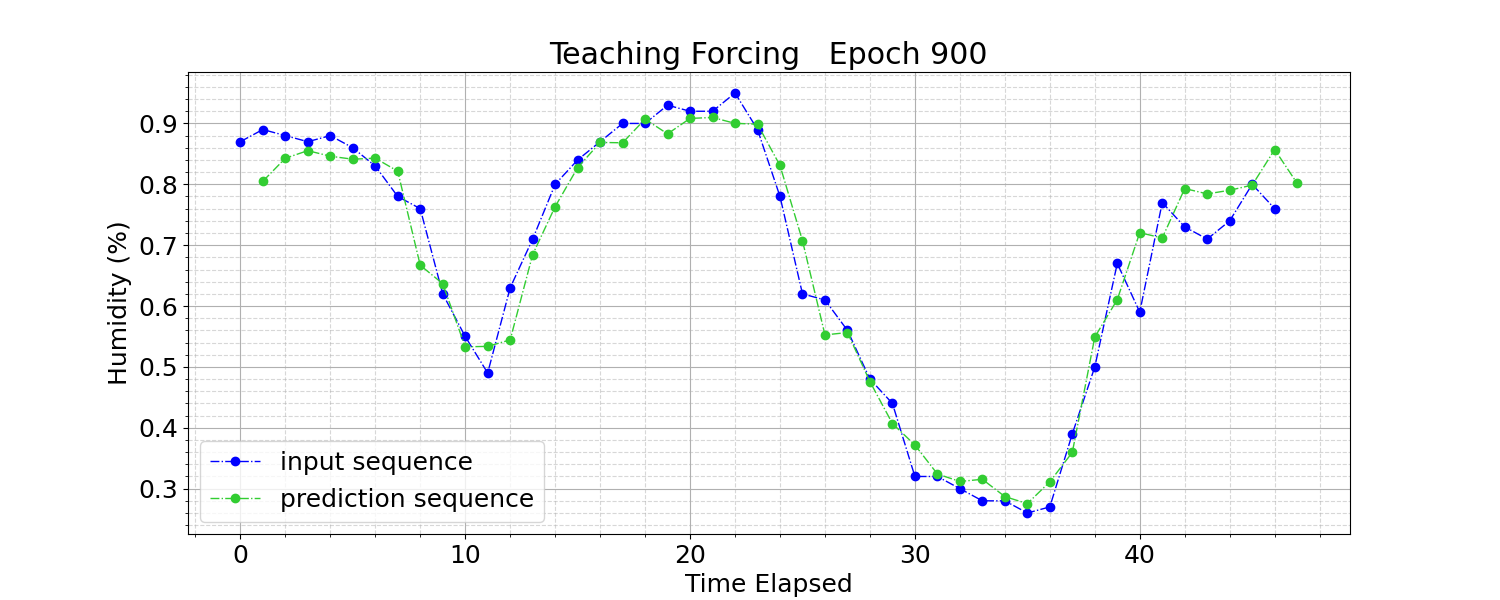 Teaching Forcing   Epoch 900
Humidity (%)
0.9
0.8
0.7
0.6
0.5
0.4
0.3
input sequence
prediction sequence
0 10 20 30 40
Time Elapsed